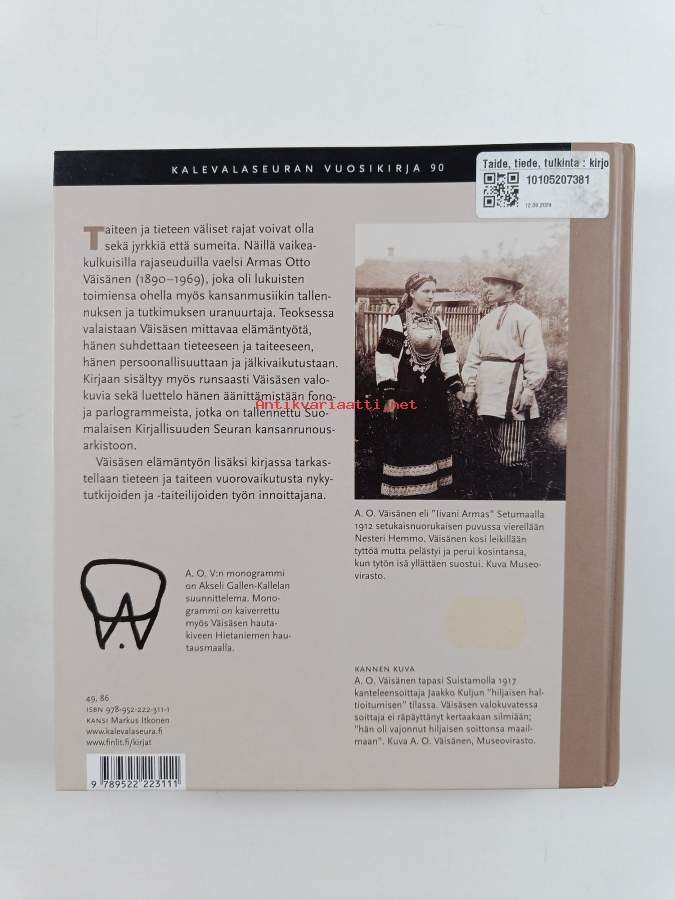 KALEVALASEURAN VUOSIKIRJA 90
Taide, tiede, tulkinta : kirjo
10105207381
12.06.2024
Taiteen ja tieteen väliset rajat voivat olla
sekä jyrkkiä että sumeita. Näillä vaikea-
kulkuisilla rajaseuduilla vaelsi Armas Otto
Väisänen (1890–1969), joka oli lukuisten
toimiensa ohella myös kansanmusiikin tallen-
nuksen ja tutkimuksen uranuurtaja. Teoksessa
valaistaan Väisäsen mittavaa elämäntyötä,
hänen suhdettaan tieteeseen ja taiteeseen,
hänen persoonallisuuttaan ja jälkivaikutustaan.
Kirjaan sisältyy myös runsaasti Väisäsen valo-
kuvia sekä luettelo hänen äänittämistään fono-
ja parlogrammeista, jotka on tallennettu Suo-
malaisen Kirjallisuuden Seuran kansanrunous-
arkistoon.
Väisäsen elämäntyön lisäksi kirjassa tarkas-
tellaan tieteen ja taiteen vuorovaikutusta nyky-
tutkijoiden ja -taiteilijoiden työn innoittajana.
Antikvariaatti.net
A. O. Väisänen eli "Iivani Armas" Setumaalla
1912 setukaisnuorukaisen puvussa vierellään
Nesteri Hemmo. Väisänen kosi leikillään
tyttöä mutta pelästyi ja perui kosintansa,
kun tytön isä yllättäen suostui. Kuva Museo-
virasto.
A. O. V:n monogrammi
on Akseli Gallen-Kallelan
suunnittelema. Mono-
grammi on kaiverrettu
myös Väisäsen hauta-
kiveen Hietaniemen hau-
tausmaalla.
KANNEN KUVA
A. O. Väisänen tapasi Suistamolla 1917
kanteleensoittaja Jaakko Kuljun "hiljaisen hal-
tioitumisen" tilassa. Väisäsen valokuvatessa
soittaja ei räpäyttänyt kertaakaan silmiään;
"hän oli vajonnut hiljaisen soittonsa maail-
maan". Kuva A. O. Väisänen, Museovirasto.
49, 86
ISBN 978-952-222-311-1
KANSI Markus Itkonen
www.kalevalaseura.fi
www.finlit.fi/kirjat
9 789522 223111